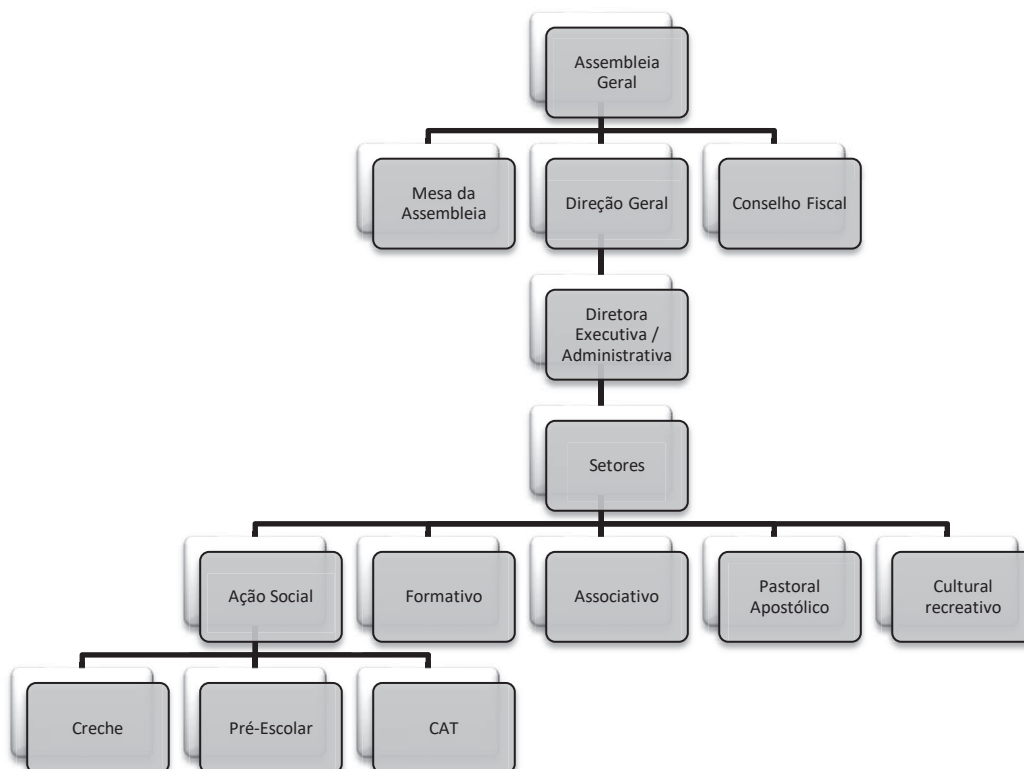 Assembleia
Geral
Mesa da
Assembleia
Direção Geral
Conselho Fiscal
Diretora
Executiva /
Administrativa
Setores
Ação Social
Formativo
Associativo
Pastoral
Apostólico
Cultural
recreativo
Creche
Pré-Escolar
CAT